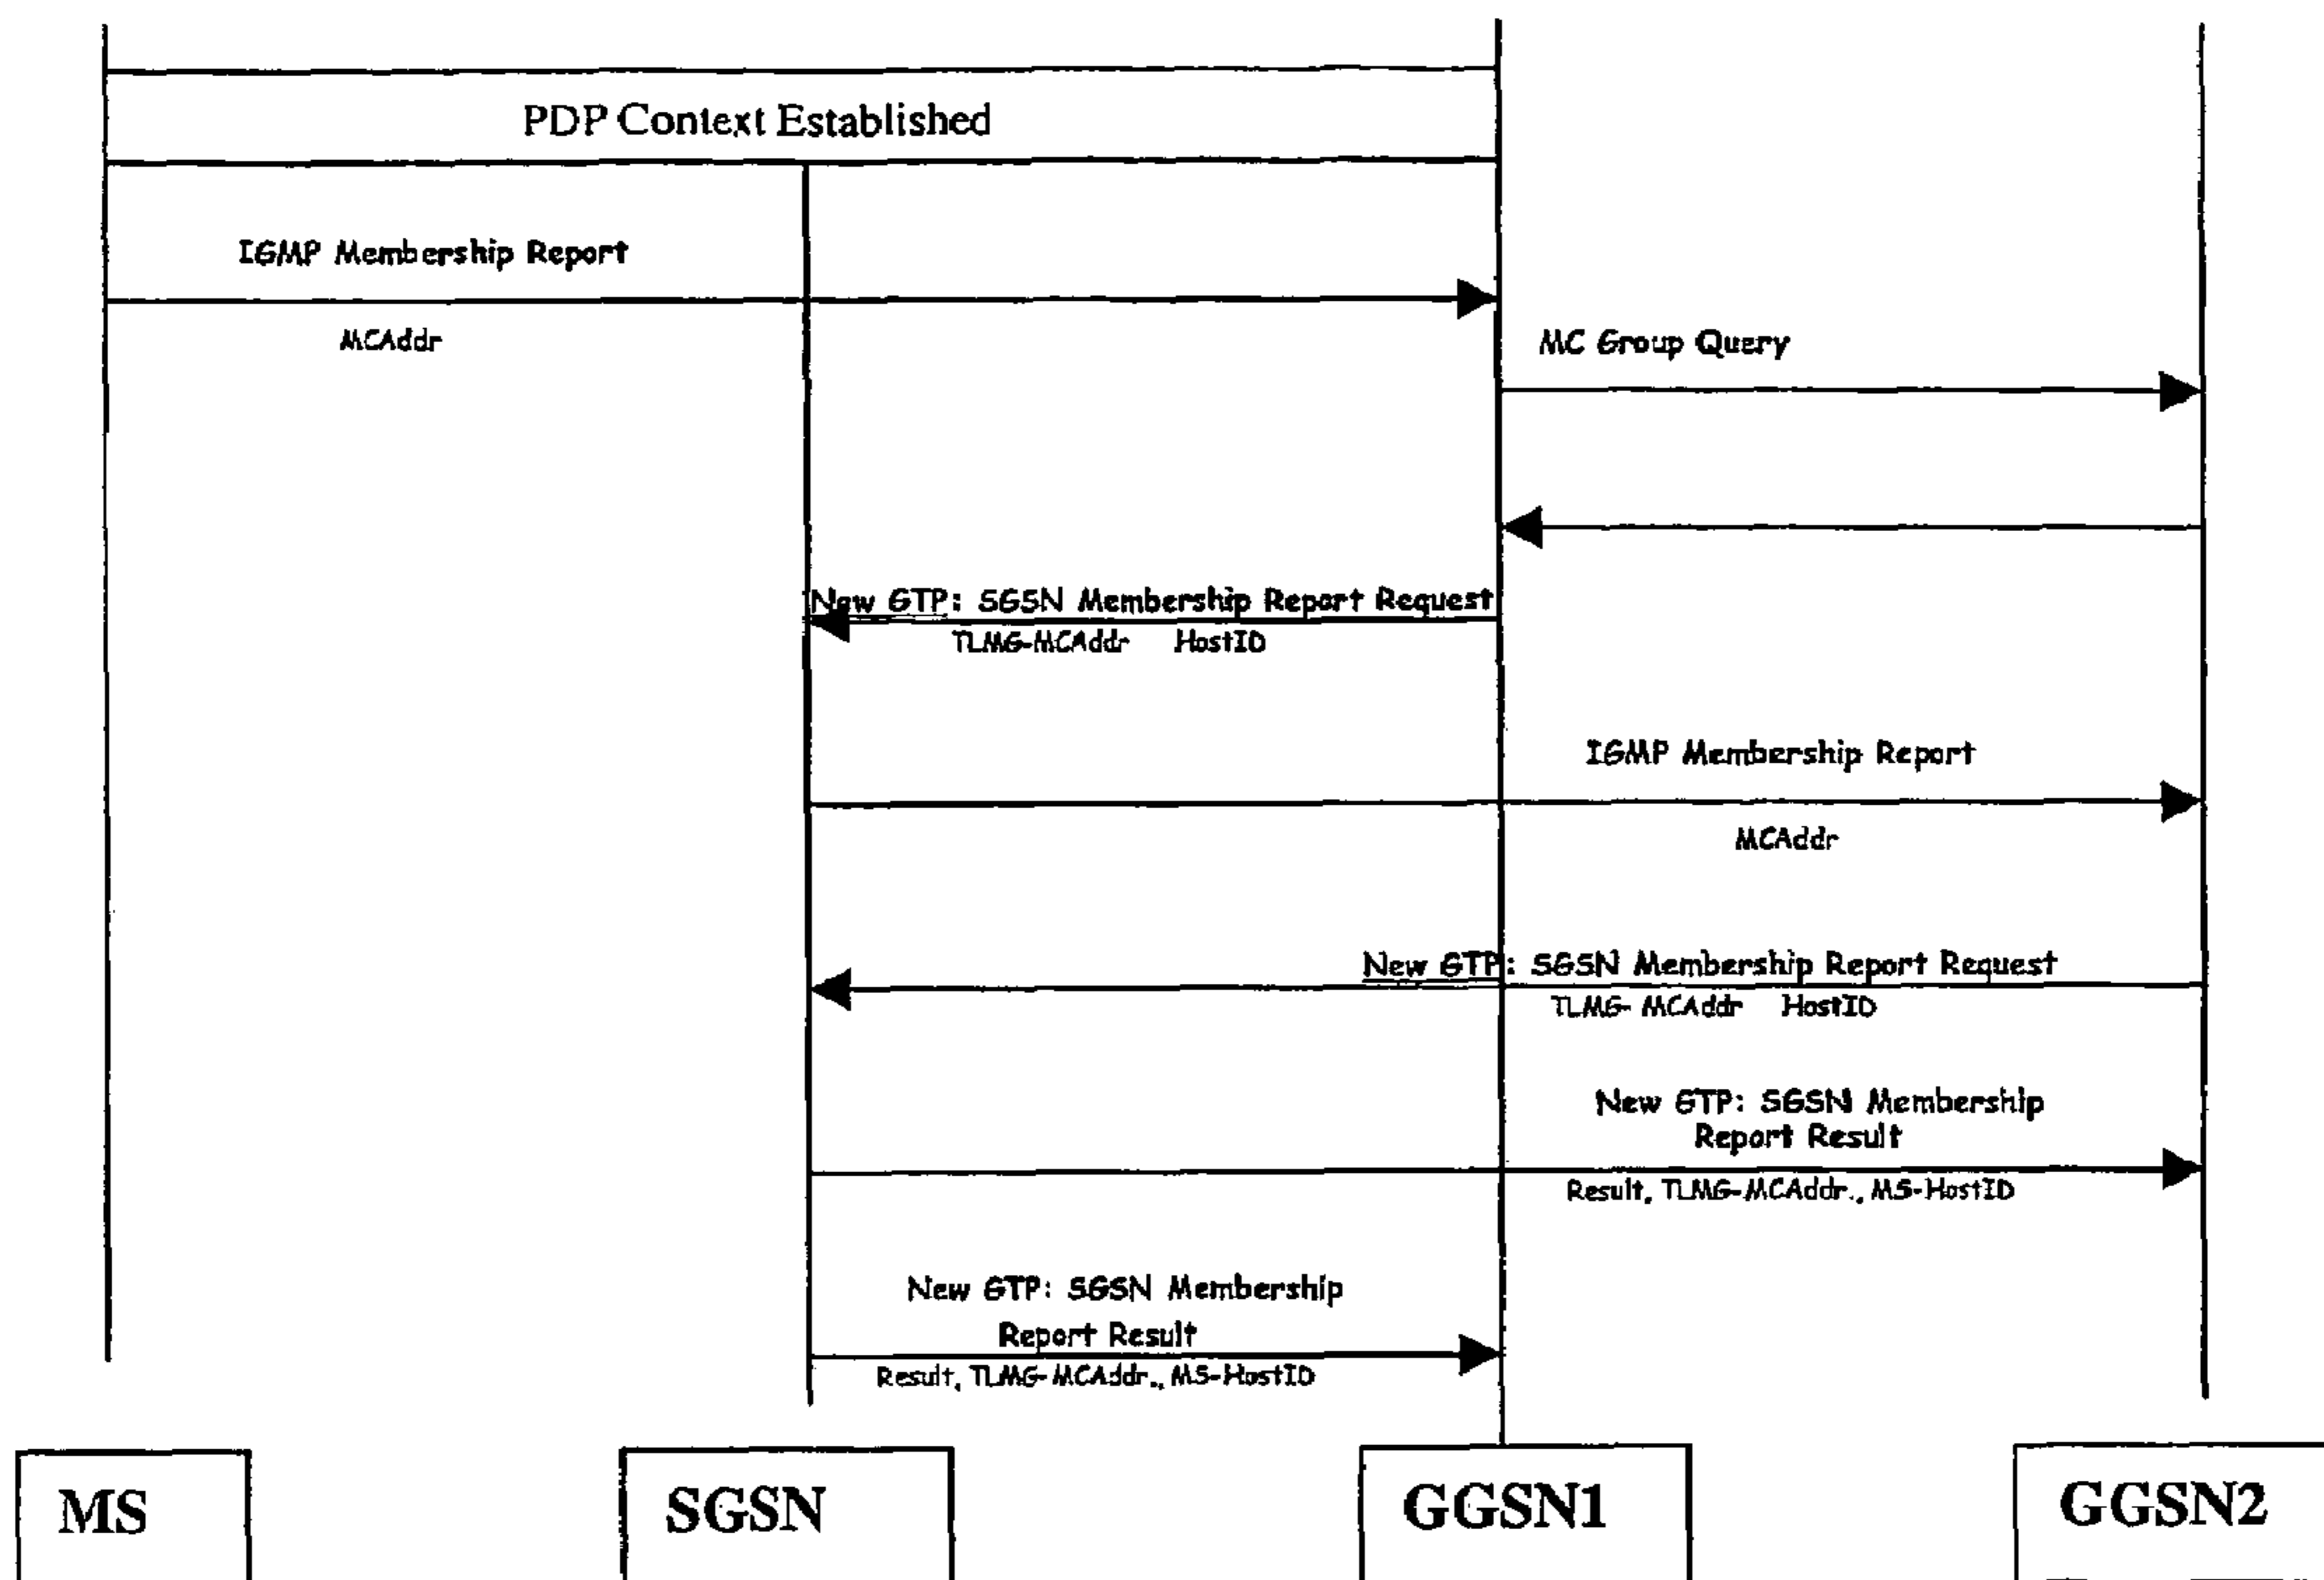 PDP Context Established
IGMP Membership Report
MCAddr
MC Group Query
New GTP: SGSN Membership Report Request
TLMG-MCAddr HostID
IGMP Membership Report
MCAddr
New GTP: SGSN Membership Report Request
TLMG- MCAddr HostID
New GTP: SGSN Membership
Report Result
Result, TLMG-MCAddr., MS-HostID
New GTP: SGSN Membership
Report Result
Result, TLMG-MCAddr., MS-HostID
MS
SGSN
GGSN1
GGSN2